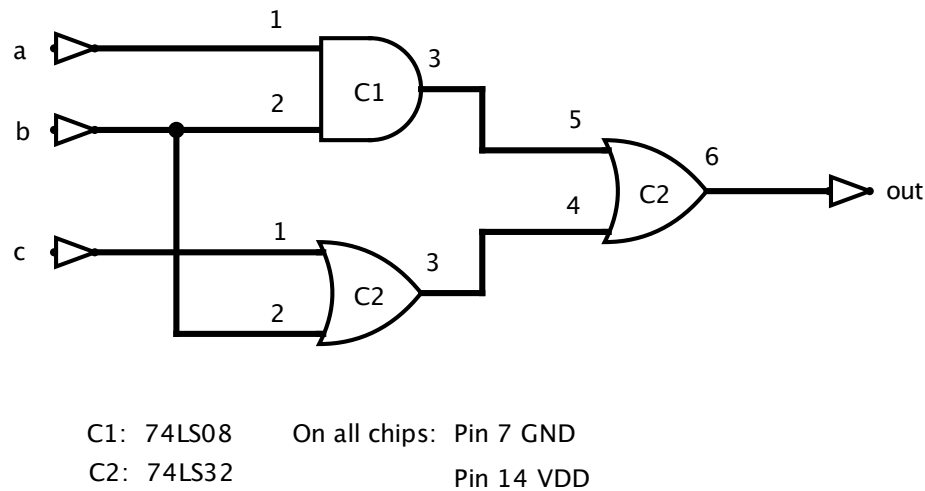 1
a
3
C1
2
b
5
6
C2
out
4
1
c
3
C2
2
C1: 74LS08 On all chips: Pin 7 GND
C2: 74LS32 Pin 14 VDD